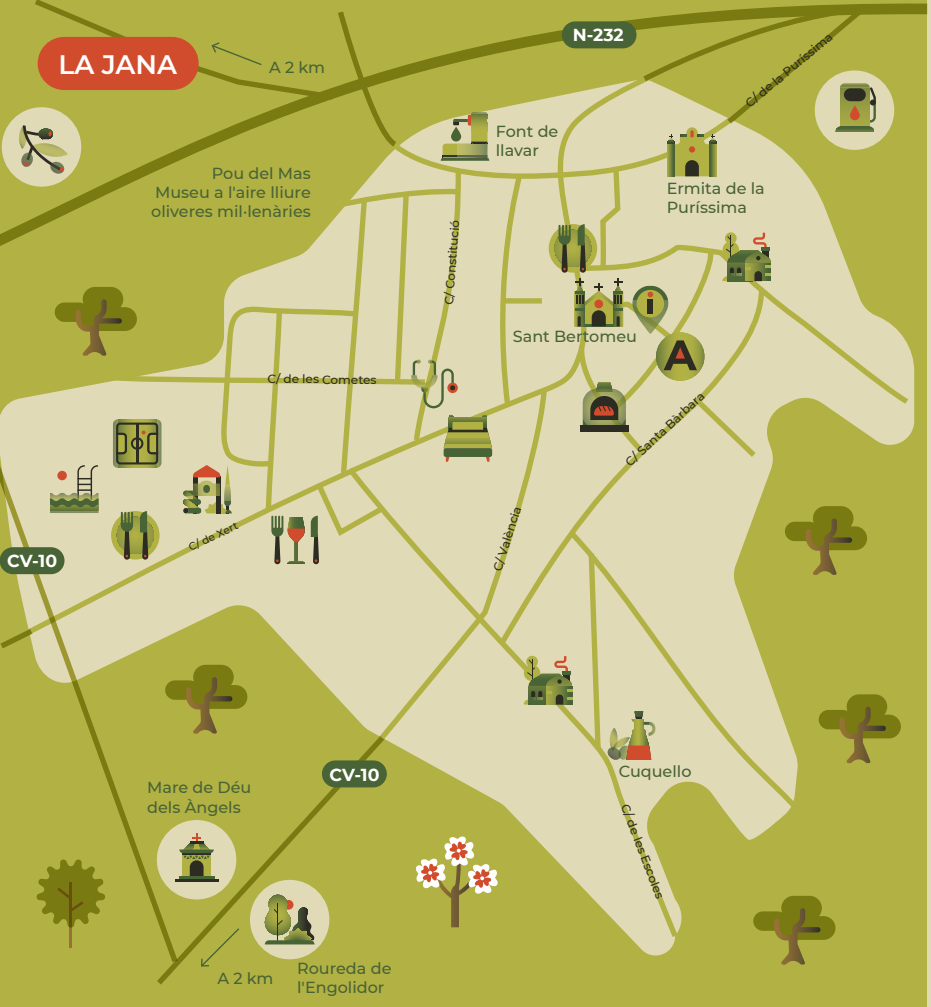 LA JANA
A 2 km
N-232
C/ de la Puríssima
Font de
llavar
Pou del Mas
Museu a l'aire lliure
oliveres mil·lenàries
Ermita de la
Puríssima
C/ Constitució
i
Sant Bertomeu
A
C/ de les Cometes
C/ Santa Bàrbara
C/ de Xert
C/ València
CV-10
Cuquello
CV-10
Mare de Déu
dels Àngels
C/ de les Escoles
A 2 km
Roureda de
l'Engolidor